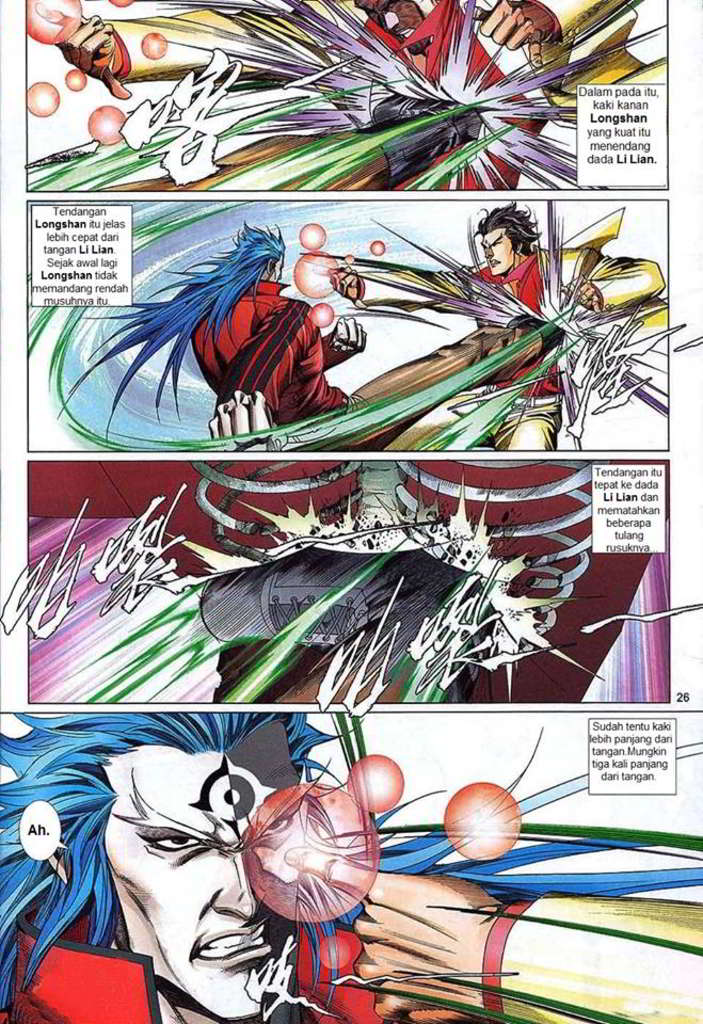 Dalam pada itu,
kaki kanan
Longshan
yang kuat itu
menendang
dada Li Lian.
Tendangan
Longshan itu jelas
lebih cepat dari
tangan Li Lian.
Sejak awal lagi
Longshan tidak
memandang rendah
musuhnya itu.
Tendangan itu
tepat ke dada
Li Lian dan
mematahkan
beberapa
tulang
rusuknya...
26
Sudah tentu kaki
lebih panjang dari
tangan.Mungkin
tiga kali panjang
dari tangan.
Ah.